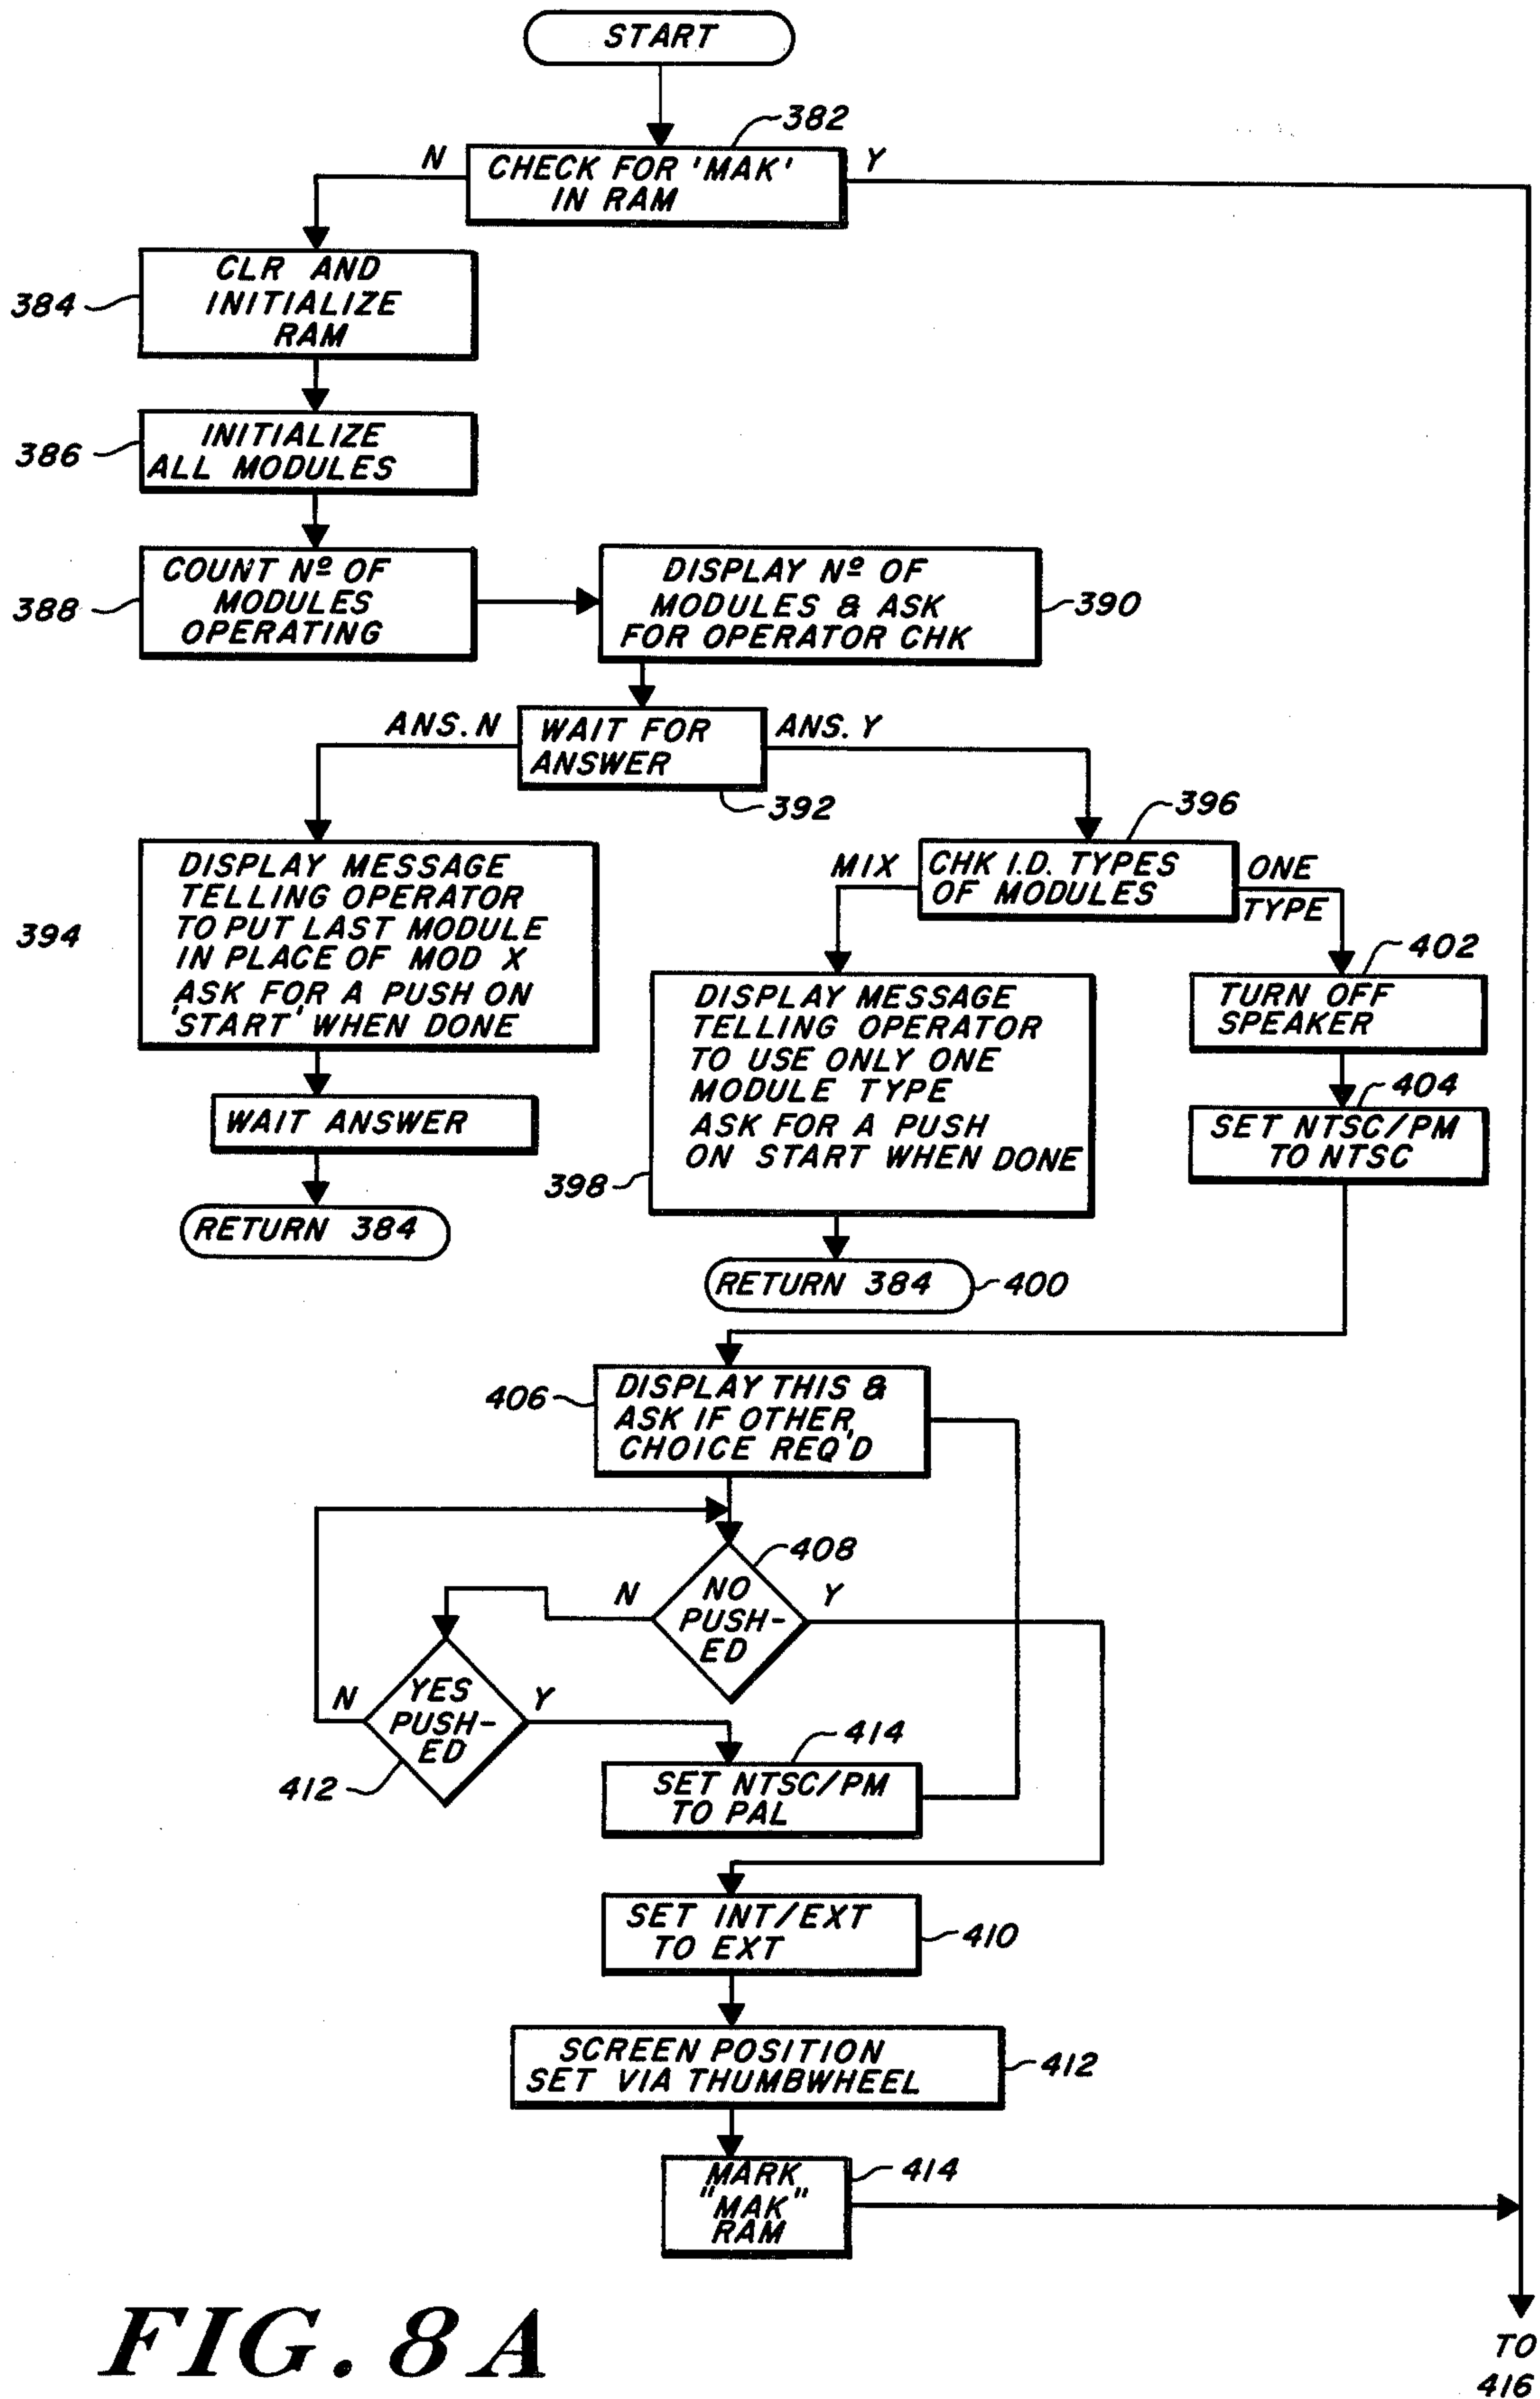 START
382
N
CHECK FOR 'MAK'
IN RAM
Y
384
CLR AND
INITIALIZE
RAM
386
INITIALIZE
ALL MODULES
388
COUNT Nº OF
MODULES
OPERATING
DISPLAY Nº OF
MODULES & ASK
FOR OPERATOR CHK
390
ANS. N
WAIT FOR
ANSWER
ANS. Y
392
396
394
DISPLAY MESSAGE
TELLING OPERATOR
TO PUT LAST MODULE
IN PLACE OF MOD X
ASK FOR A PUSH ON
'START' WHEN DONE
MIX
CHK I.D. TYPES
OF MODULES
ONE
TYPE
402
TURN OFF
SPEAKER
398
DISPLAY MESSAGE
TELLING OPERATOR
TO USE ONLY ONE
MODULE TYPE
ASK FOR A PUSH
ON START WHEN DONE
404
SET NTSC/PM
TO NTSC
WAIT ANSWER
RETURN 384
RETURN 384
400
406
DISPLAY THIS &
ASK IF OTHER
CHOICE REQ'D
408
N
NO
PUSH-
ED
Y
N
YES
PUSH-
ED
Y
412
414
SET NTSC/PM
TO PAL
SET INT/EXT
TO EXT
410
SCREEN POSITION
SET VIA THUMBWHEEL
412
MARK
"MAK"
RAM
414
FIG. 8A
TO
416